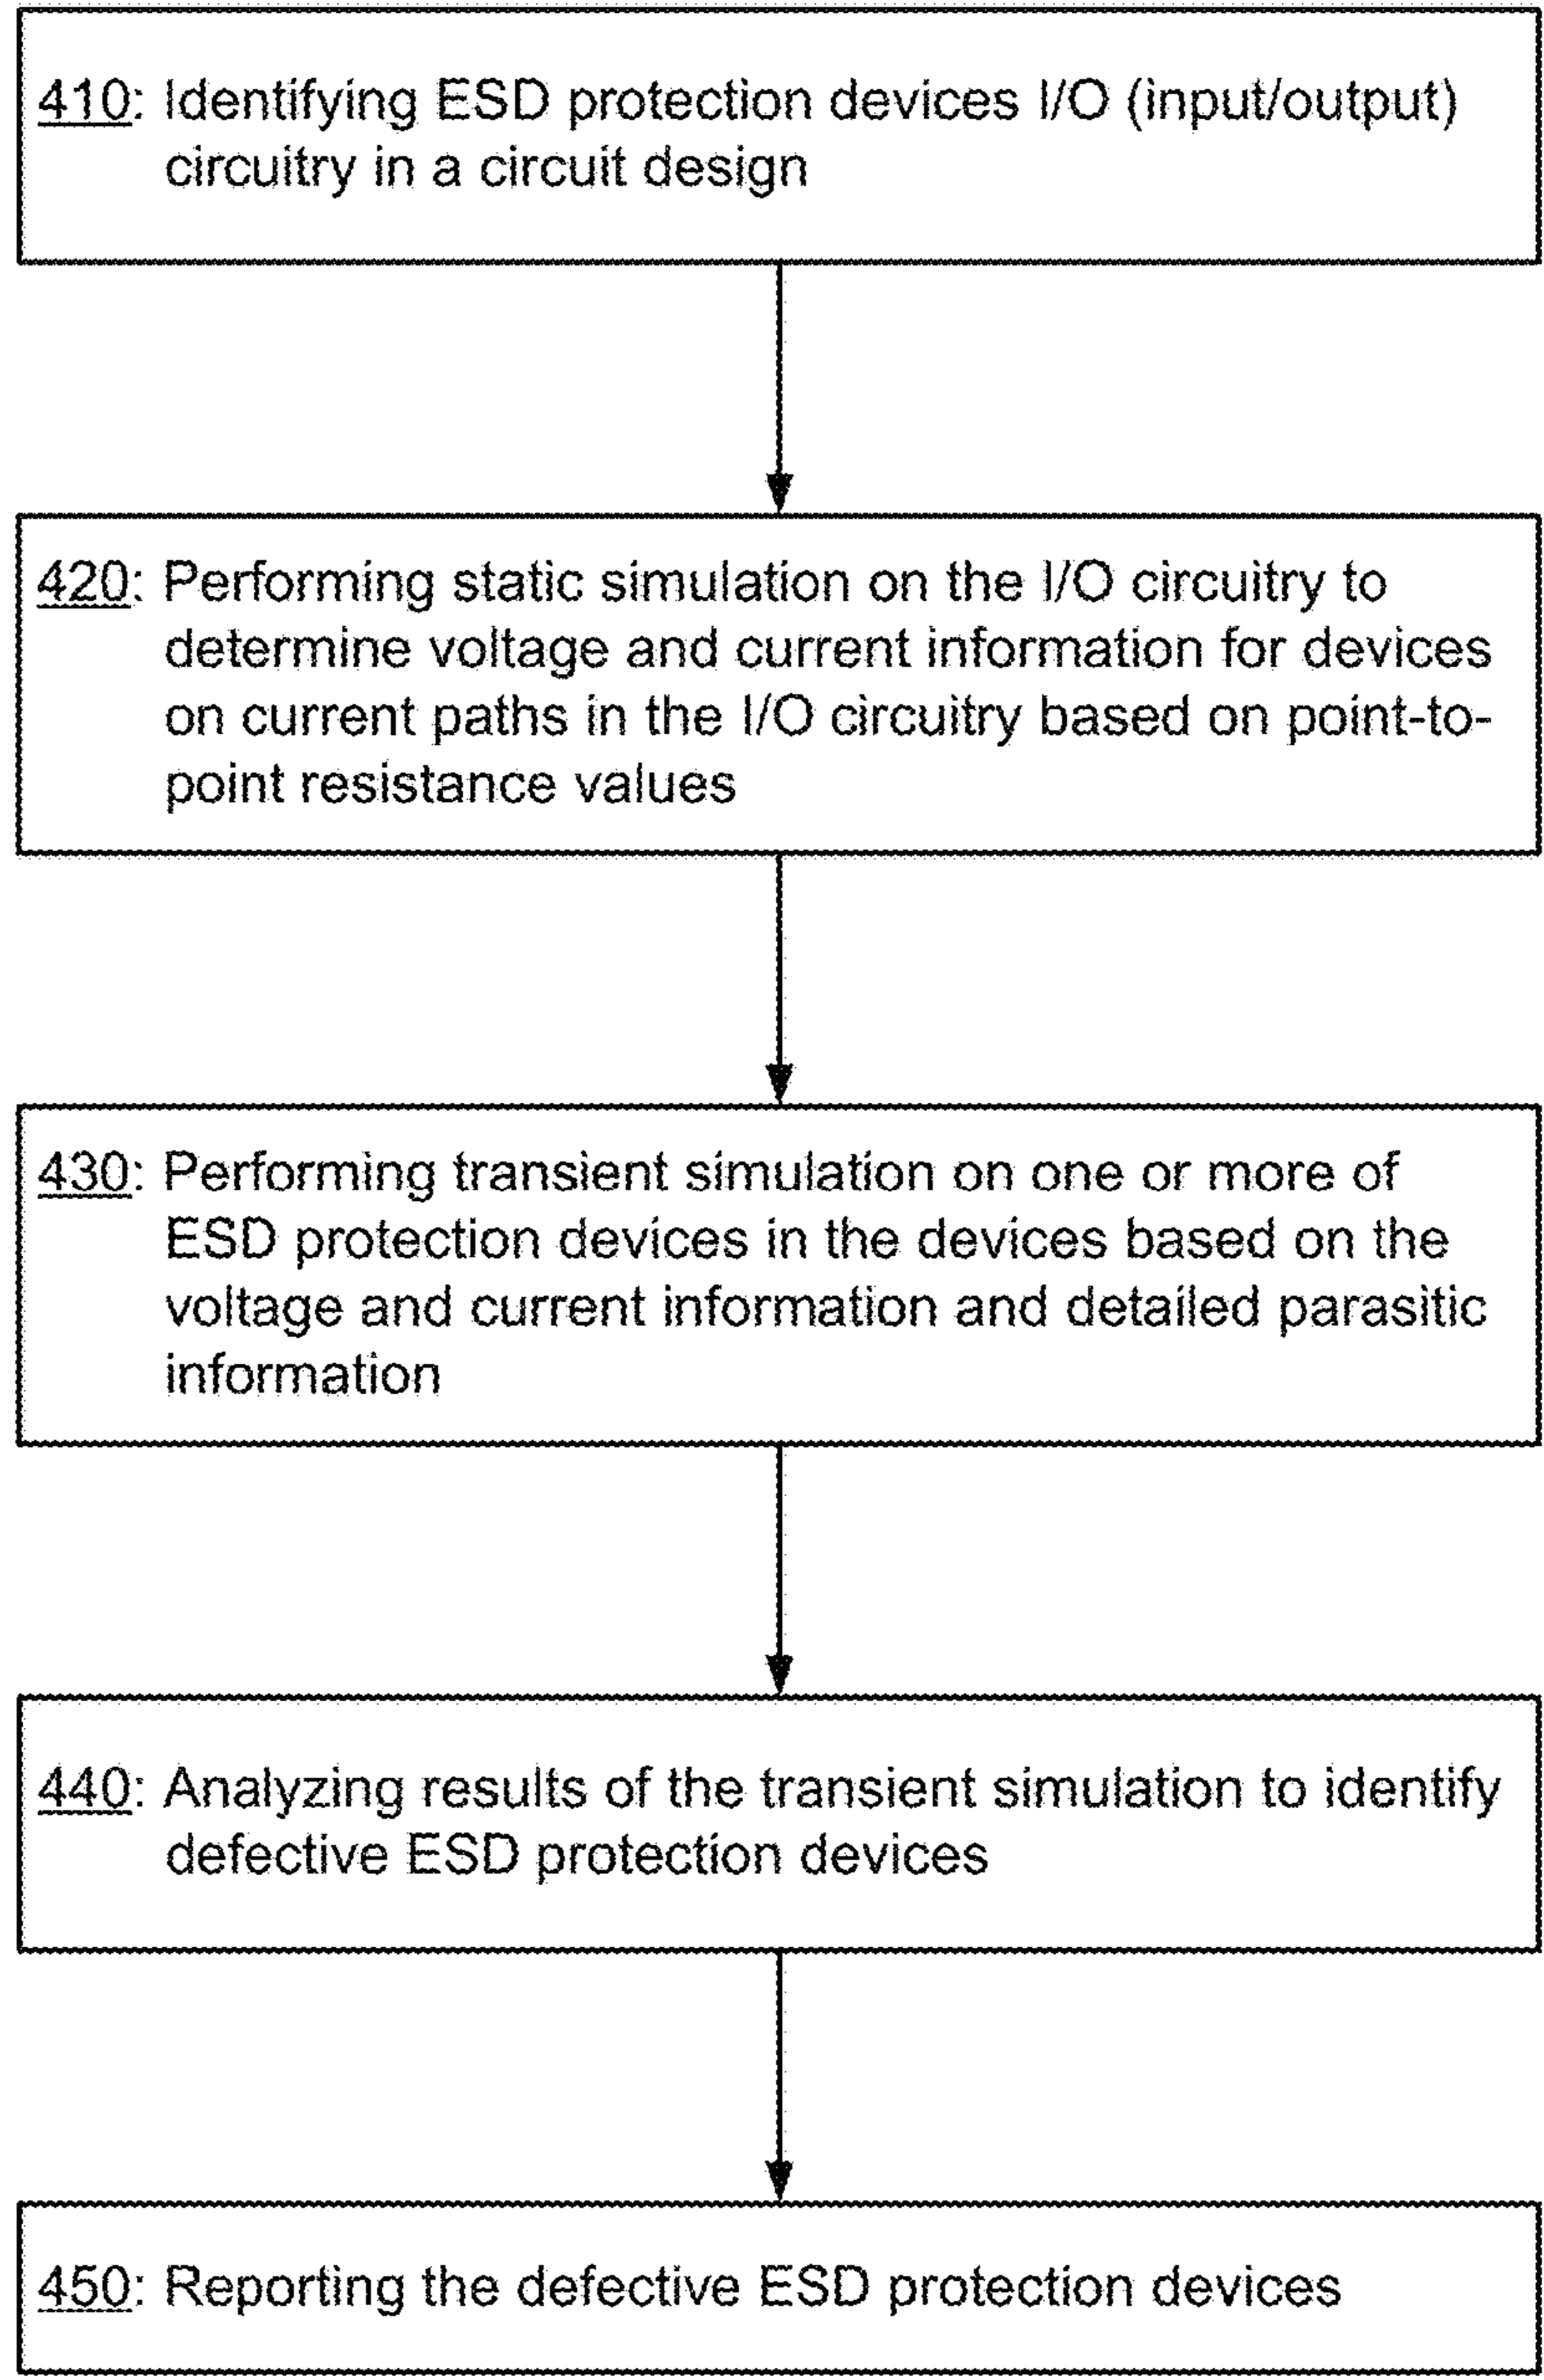 410: Identifying ESD protection devices I/O (input/output)
circuitry in a circuit design
420: Performing static simulation on the I/O circuitry to
determine voltage and current information for devices
on current paths in the I/O circuitry based on point-to-
point resistance values
430: Performing transient simulation on one or more of
ESD protection devices in the devices based on the
voltage and current information and detailed parasitic
information
440: Analyzing results of the transient simulation to identify
defective ESD protection devices
450: Reporting the defective ESD protection devices